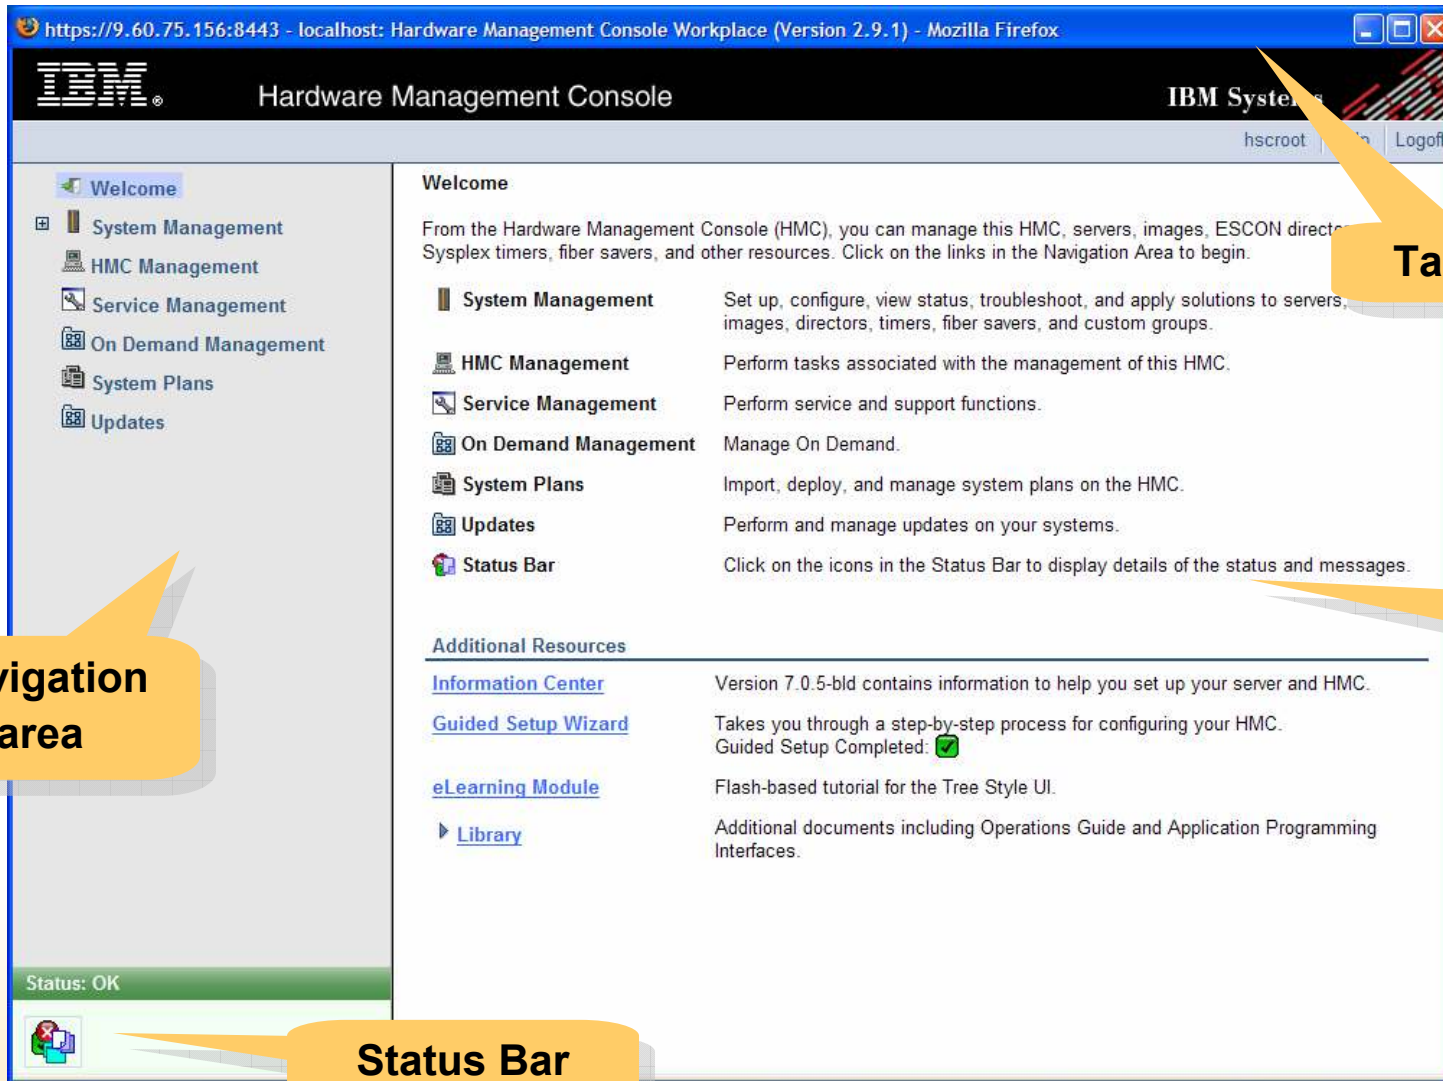 https://9.60.75.156:8443 - localhost: Hardware Management Console Workplace (Version 2.9.1) - Mozilla Firefox
IBM® Hardware Management Console IBM Systems
hscroot Logoff
Welcome
System Management
HMC Management
Service Management
On Demand Management
System Plans
Updates
Welcome
From the Hardware Management Console (HMC), you can manage this HMC, servers, images, ESCON director
Sysplex timers, fiber savers, and other resources. Click on the links in the Navigation Area to begin.
System Management Set up, configure, view status, troubleshoot, and apply solutions to servers,
images, directors, timers, fiber savers, and custom groups.
HMC Management Perform tasks associated with the management of this HMC.
Service Management Perform service and support functions.
On Demand Management Manage On Demand.
System Plans Import, deploy, and manage system plans on the HMC.
Updates Perform and manage updates on your systems.
Status Bar Click on the icons in the Status Bar to display details of the status and messages.
Additional Resources
Information Center Version 7.0.5-bld contains information to help you set up your server and HMC.
Guided Setup Wizard Takes you through a step-by-step process for configuring your HMC.
Guided Setup Completed:
eLearning Module Flash-based tutorial for the Tree Style UI.
Library Additional documents including Operations Guide and Application Programming
Interfaces.
Ta
vigation
area
Status: OK
Status Bar